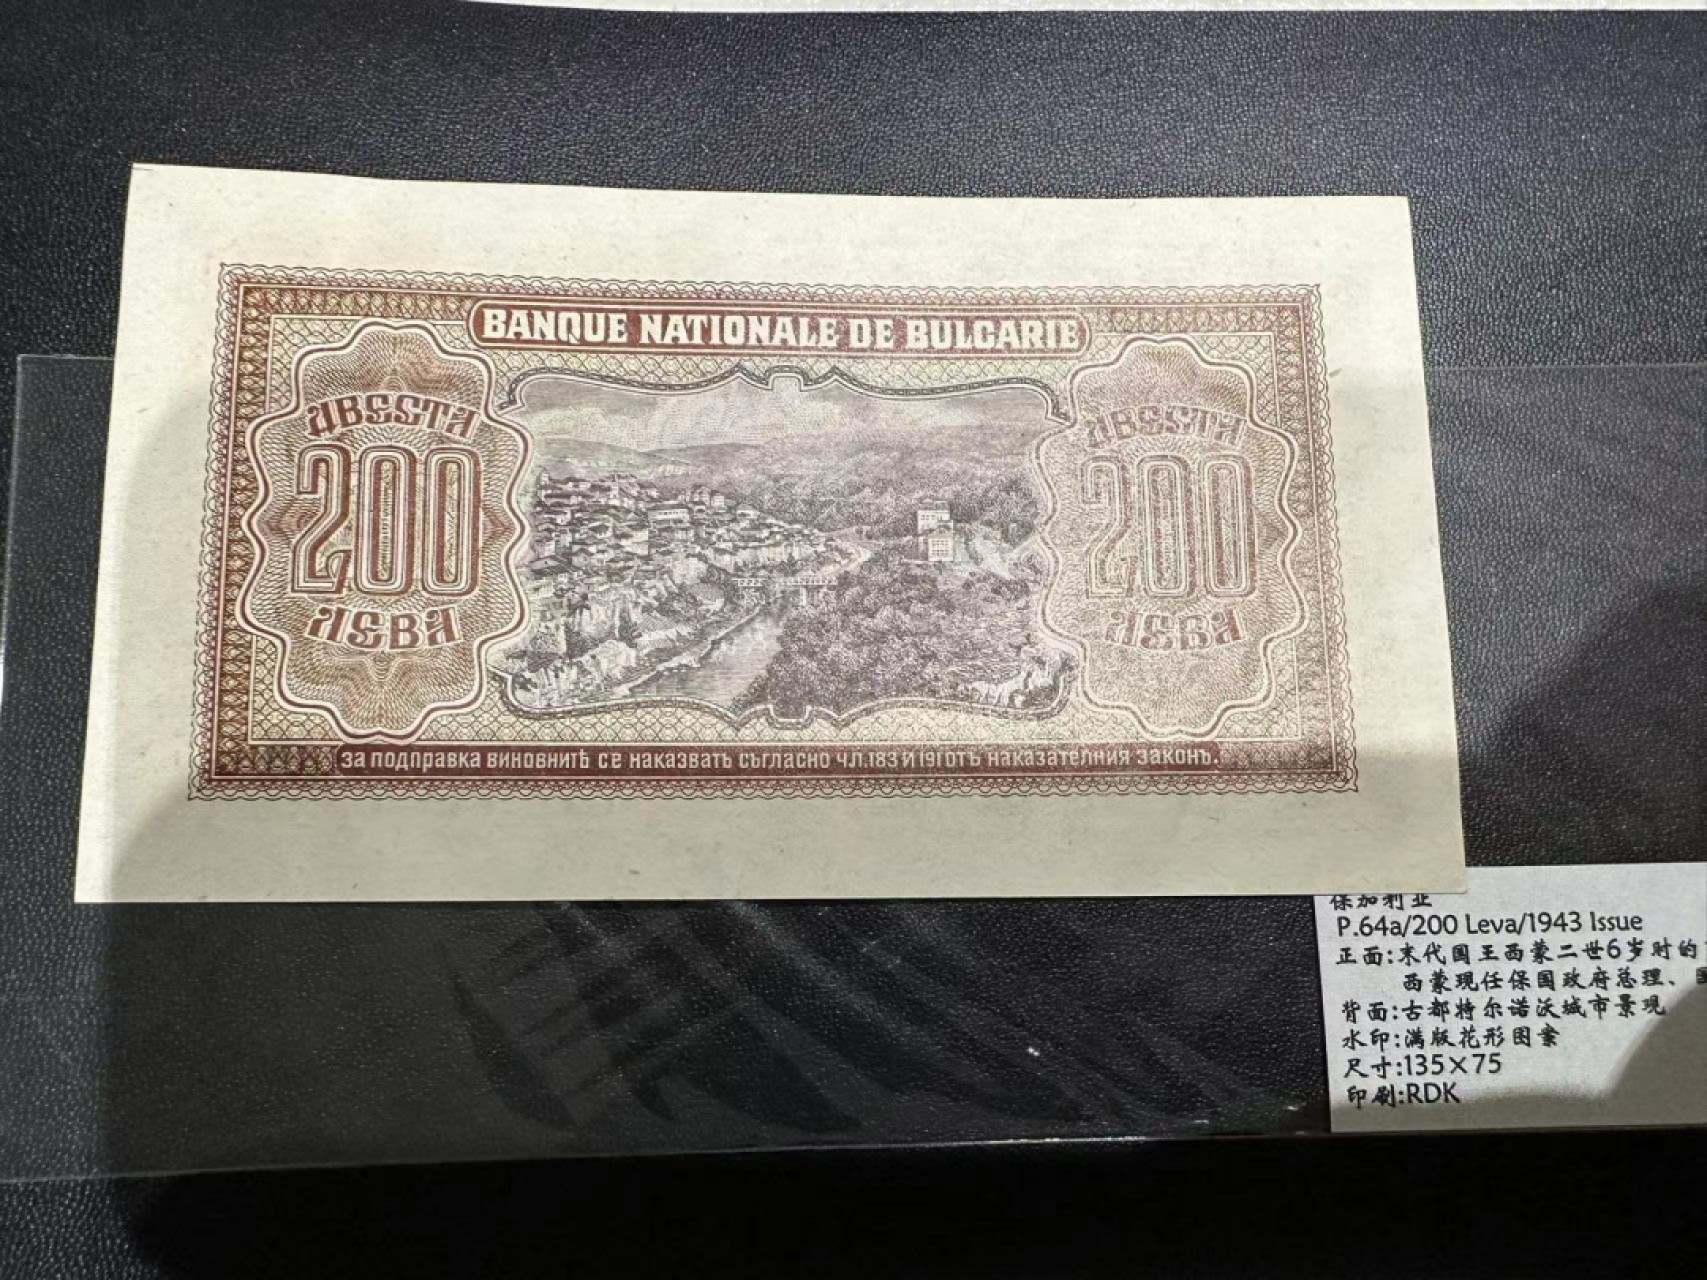 BANQUE NATIONALE DE BULGARIE
ДВЕСТА
200
ЛЕВА
ДВЕСТА
200
ЛЕВА
ЗА ПОДПРАВКА ВИНОВНИТѢ СЕ НАКАЗВАТЪ СЪГЛАСНО ЧЛ. 183 И 191 ОТЪ НАКАЗАТЕЛНИЯ ЗАКОНЪ.
保加利亚
P.64a/200 Leva/1943 Issue
正面:末代国王西蒙二世6岁时的
西蒙现任保国政府总理、
背面:古都特尔诺沃城市景观
水印:满版花形图案
尺寸:135×75
印刷:RDK